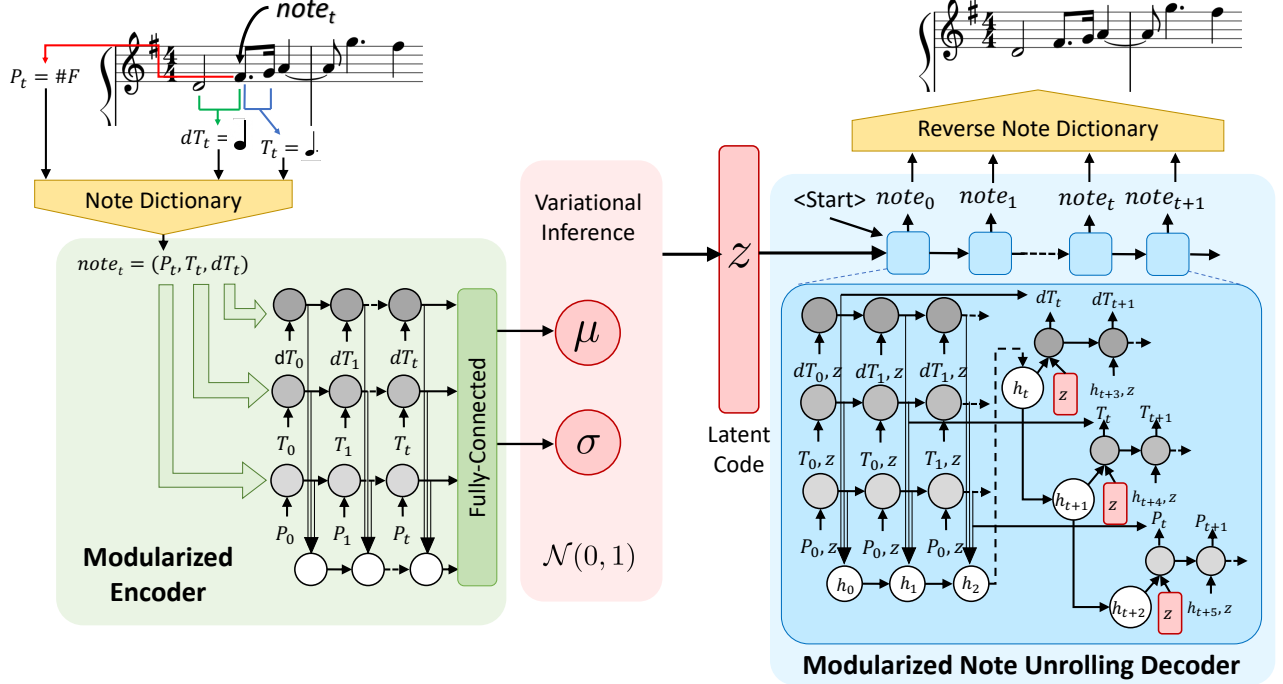 note_t
P_t = #F
dT_t =
T_t =
Note Dictionary
note_t = (P_t, T_t, dT_t)
dT_0 dT_1 dT_t
T_0 T_1 T_t
P_0 P_1 P_t
Fully-Connected
Modularized
Encoder
Variational
Inference
μ
σ
𝒩(0, 1)
z
Latent
Code
Reverse Note Dictionary
<Start> note_0 note_1 note_t note_{t+1}
dT_t dT_{t+1}
dT_0, z dT_1, z dT_1, z
h_t z h_{t+3}, z
T_t T_{t+1}
T_0, z T_0, z T_1, z
h_{t+1} z h_{t+4}, z
P_t P_{t+1}
P_0, z P_0, z P_0, z
h_0 h_1 h_2
h_{t+2} z h_{t+5}, z
Modularized Note Unrolling Decoder